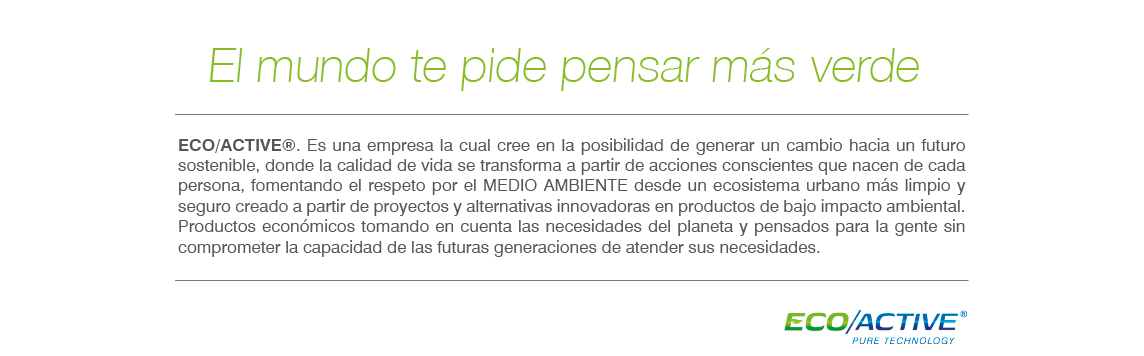 El mundo te pide pensar más verde
ECO/ACTIVE®. Es una empresa la cual cree en la posibilidad de generar un cambio hacia un futuro
sostenible, donde la calidad de vida se transforma a partir de acciones conscientes que nacen de cada
persona, fomentando el respeto por el MEDIO AMBIENTE desde un ecosistema urbano más limpio y
seguro creado a partir de proyectos y alternativas innovadoras en productos de bajo impacto ambiental.
Productos económicos tomando en cuenta las necesidades del planeta y pensados para la gente sin
comprometer la capacidad de las futuras generaciones de atender sus necesidades.
ECO/ACTIVE®
PURE TECHNOLOGY